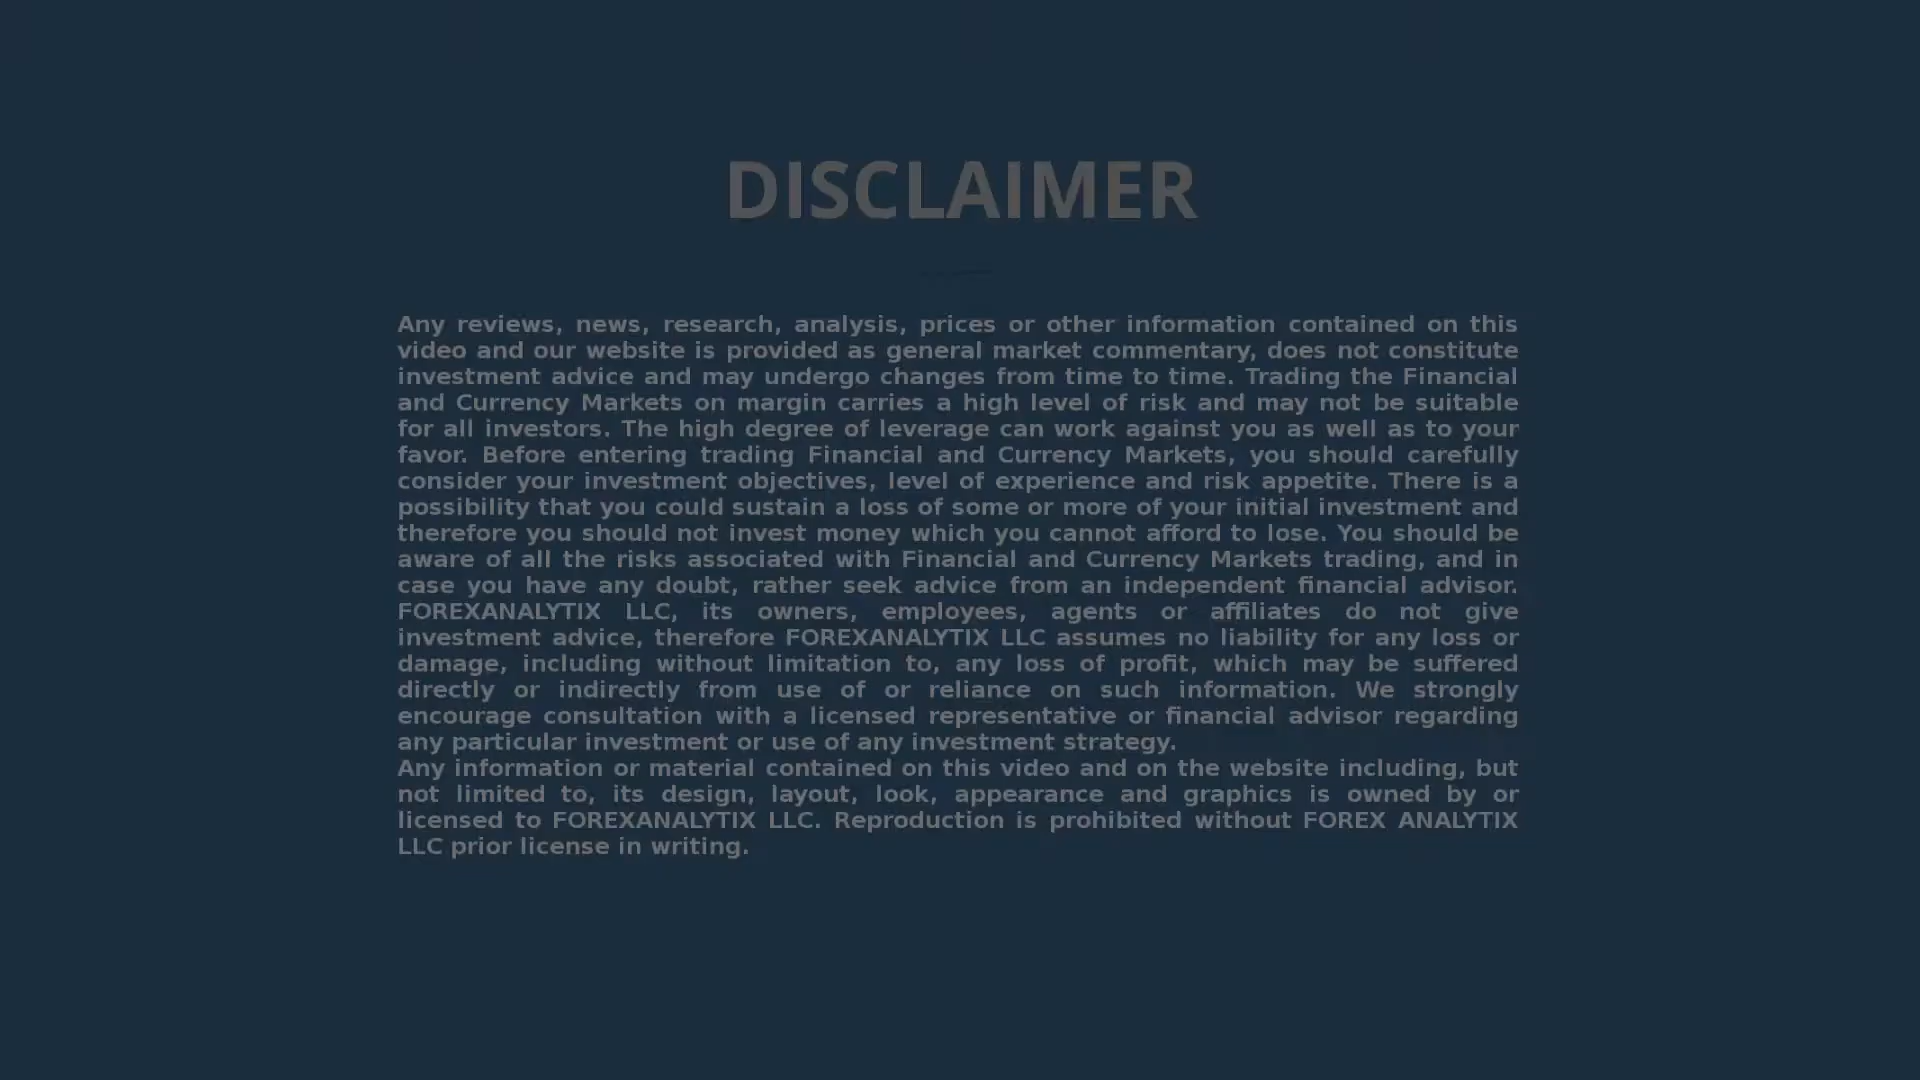 DISCLAIMER
Any reviews, news, research, analysis, prices or other information contained on this
video and our website is provided as general market commentary, does not constitute
investment advice and may undergo changes from time to time. Trading the Financial
and Currency Markets on margin carries a high level of risk and may not be suitable
for all investors. The high degree of leverage can work against you as well as to your
favor. Before entering trading Financial and Currency Markets, you should carefully
consider your investment objectives, level of experience and risk appetite. There is a
possibility that you could sustain a loss of some or more of your initial investment and
therefore you should not invest money which you cannot afford to lose. You should be
aware of all the risks associated with Financial and Currency Markets trading, and in
case you have any doubt, rather seek advice from an independent financial advisor.
FOREXANALYTIX LLC, its owners, employees, agents or affiliates do not give
investment advice, therefore FOREXANALYTIX LLC assumes no liability for any loss or
damage, including without limitation to, any loss of profit, which may be suffered
directly or indirectly from use of or reliance on such information. We strongly
encourage consultation with a licensed representative or financial advisor regarding
any particular investment or use of any investment strategy.
Any information or material contained on this video and on the website including, but
not limited to, its design, layout, look, appearance and graphics is owned by or
licensed to FOREXANALYTIX LLC. Reproduction is prohibited without FOREX ANALYTIX
LLC prior license in writing.